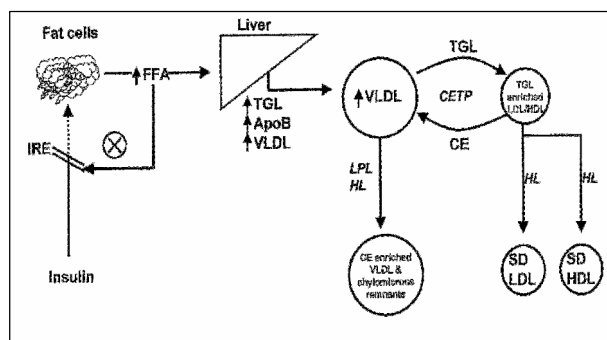 Fat cells
FFA
Liver
TGL
ApoB
VLDL
IRE
Insulin
VLDL
TGL
CETP
CE
TGL
enriched
LDL/HDL
LPL
HL
HL
HL
CE enriched
VLDL &
chylomicrons
remnants
SD
LDL
SD
HDL